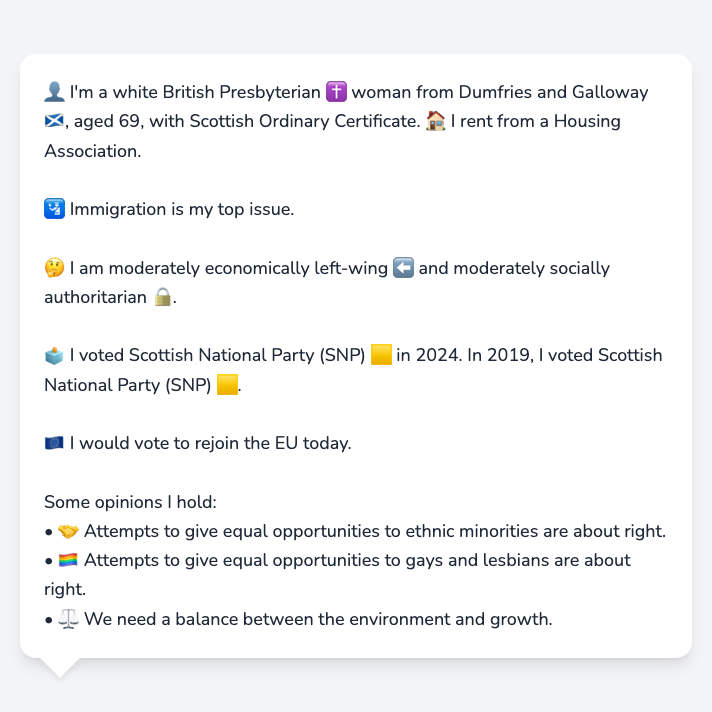 👤 I'm a white British Presbyterian ✝️ woman from Dumfries and Galloway
🏴󠁧󠁢󠁳󠁣󠁴󠁿, aged 69, with Scottish Ordinary Certificate. 🏠 I rent from a Housing
Association.
🛂 Immigration is my top issue.
🤔 I am moderately economically left-wing ⬅️ and moderately socially
authoritarian 🔒.
🗳️ I voted Scottish National Party (SNP) 🟨 in 2024. In 2019, I voted Scottish
National Party (SNP) 🟨.
🇪🇺 I would vote to rejoin the EU today.
Some opinions I hold:
• 🤝 Attempts to give equal opportunities to ethnic minorities are about right.
• 🏳️‍🌈 Attempts to give equal opportunities to gays and lesbians are about
right.
• ⚖️ We need a balance between the environment and growth.